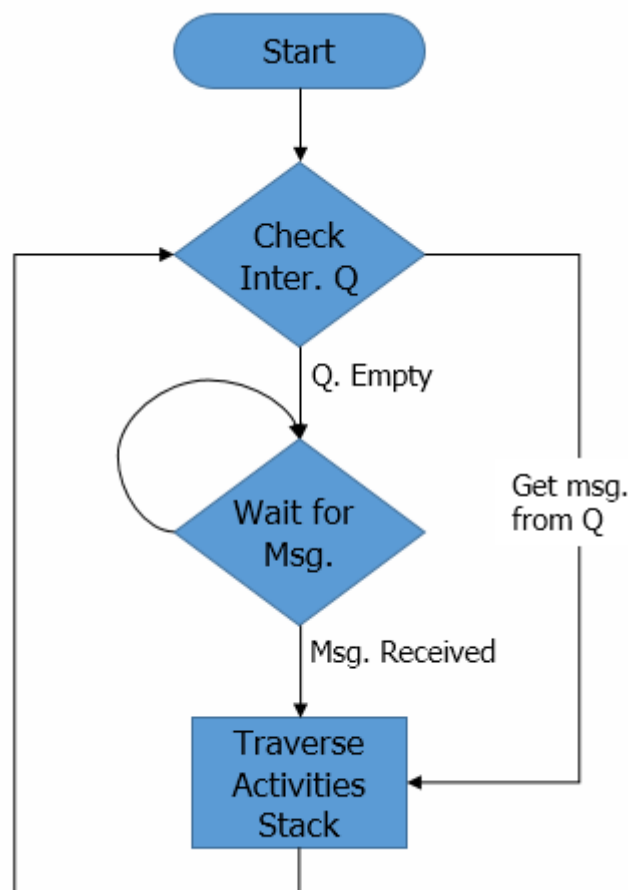 Start
Check
Inter. Q
Q. Empty
Get msg.
from Q
Wait for
Msg.
Msg. Received
Traverse
Activities
Stack